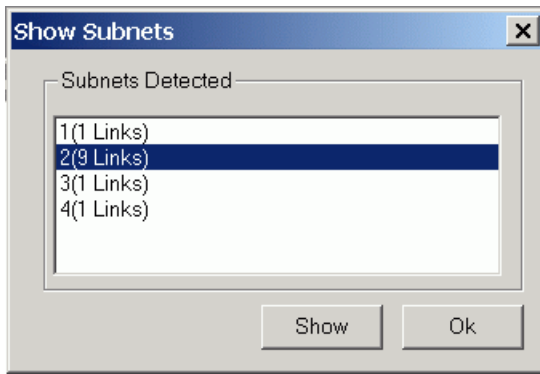 Show Subnets
Subnets Detected
1(1 Links)
2(9 Links)
3(1 Links)
4(1 Links)
Show
Ok